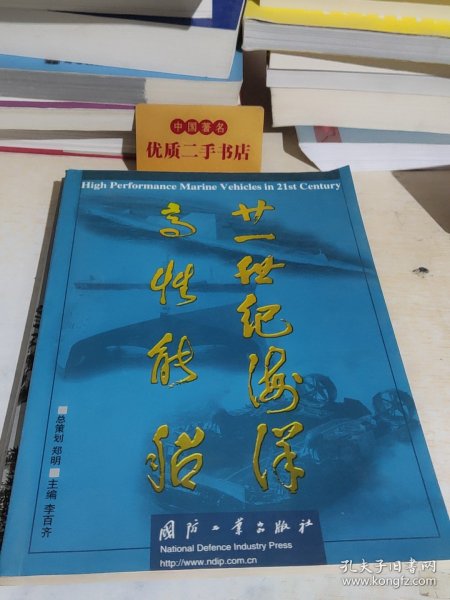 中国著名
优质二手书店
High Performance Marine Vehicles in 21st Century
廿一世纪海洋
高性能船
总策划 郑明
主编 李百齐
国防工业出版社
National Defence Industry Press
http://www.ndip.com.cn
孔夫子旧书网
www.kongfz.com